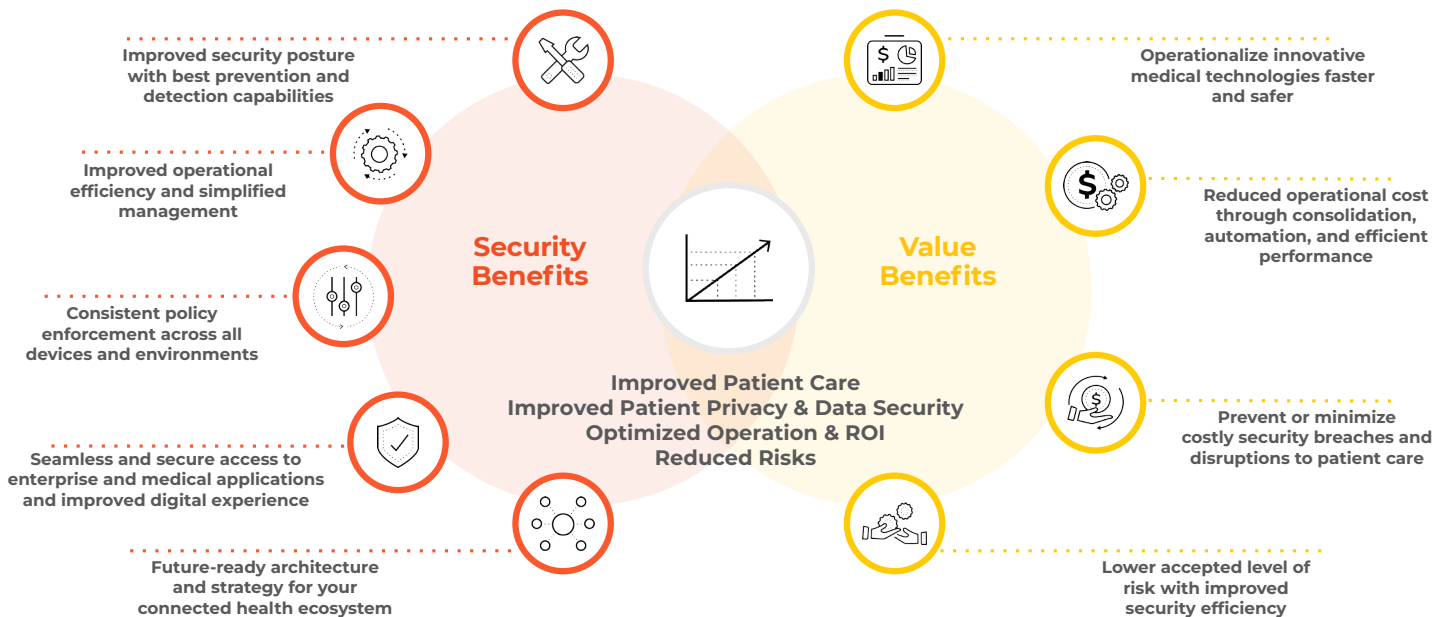 Improved security posture
with best prevention and
detection capabilities
Improved operational
efficiency and simplified
management
Consistent policy
enforcement across all
devices and environments
Seamless and secure access to
enterprise and medical applications
and improved digital experience
Future-ready architecture
and strategy for your
connected health ecosystem
Security
Benefits
Value
Benefits
Improved Patient Care
Improved Patient Privacy & Data Security
Optimized Operation & ROI
Reduced Risks
$
Operationalize innovative
medical technologies faster
and safer
$
Reduced operational cost
through consolidation,
automation, and efficient
performance
$
Prevent or minimize
costly security breaches and
disruptions to patient care
Lower accepted level of
risk with improved
security efficiency